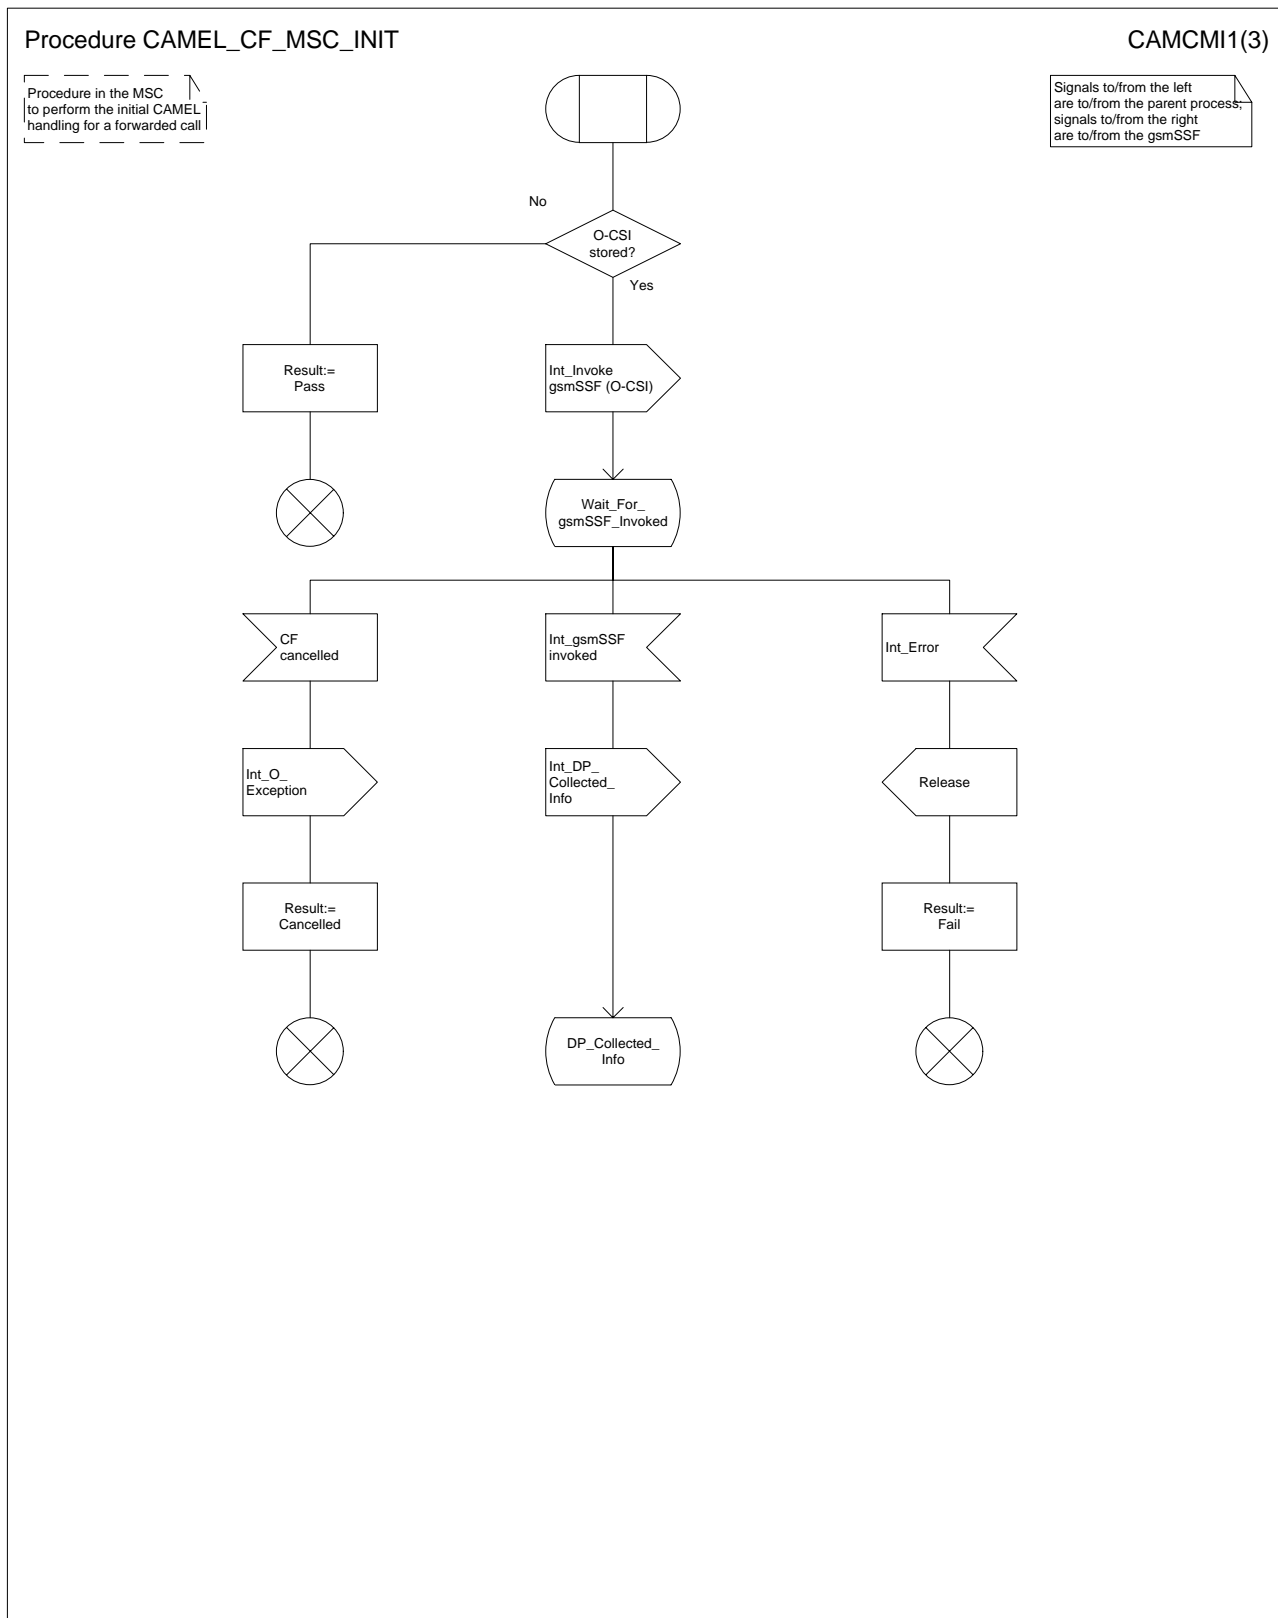 Procedure CAMEL_CF_MSC_INIT
CAMCMI1(3)
Procedure in the MSC
to perform the initial CAMEL
handling for a forwarded call
Signals to/from the left
are to/from the parent process;
signals to/from the right
are to/from the gsmSSF
No
O-CSI
stored?
Yes
Result:=
Pass
Int_Invoke
gsmSSF (O-CSI)
Wait_For_
gsmSSF_Invoked
CF
cancelled
Int_gsmSSF
invoked
Int_Error
Int_O_
Exception
Int_DP_
Collected_
Info
Release
Result:=
Cancelled
Result:=
Fail
DP_Collected_
Info